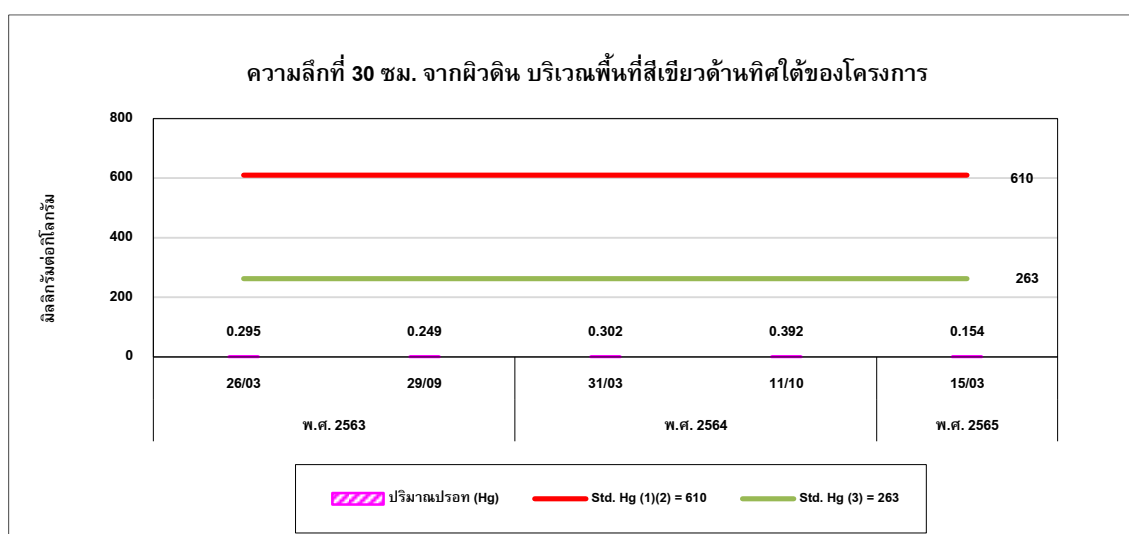 ความลึกที่ 30 ซม. จากผิวดิน บริเวณพื้นที่สีเขียวด้านทิศใต้ของโครงการ
มิลลิกรัมต่อกิโลกรัม
800
600
400
200
0
610
263
0.295 0.249 0.302 0.392 0.154
26/03 29/09 31/03 11/10 15/03
พ.ศ. 2563 พ.ศ. 2564 พ.ศ. 2565
ปริมาณปรอท (Hg) Std. Hg (1)(2) = 610 Std. Hg (3) = 263